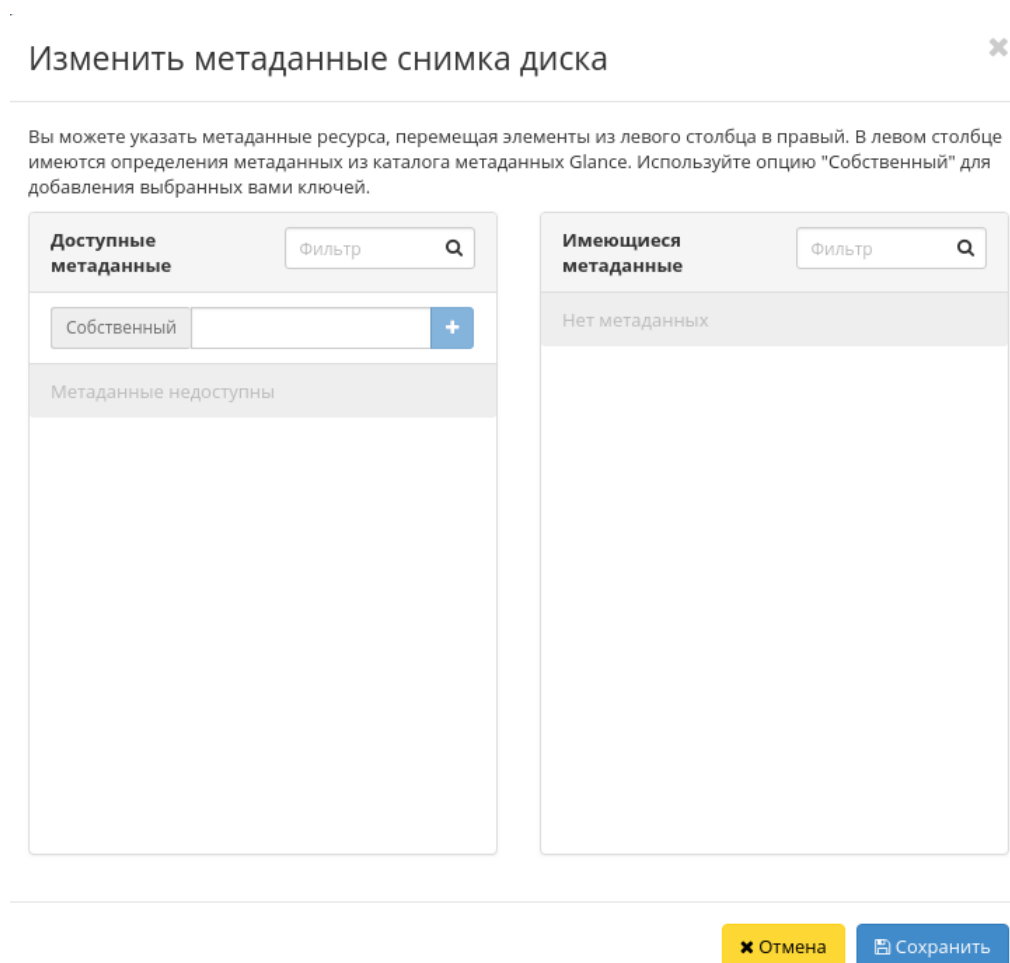 Изменить метаданные снимка диска
Вы можете указать метаданные ресурса, перемещая элементы из левого столбца в правый. В левом столбце
имеются определения метаданных из каталога метаданных Glance. Используйте опцию "Собственный" для
добавления выбранных вами ключей.
Доступные
метаданные
Фильтр
Собственный
Метаданные недоступны
Имеющиеся
метаданные
Фильтр
Нет метаданных
Отмена
Сохранить